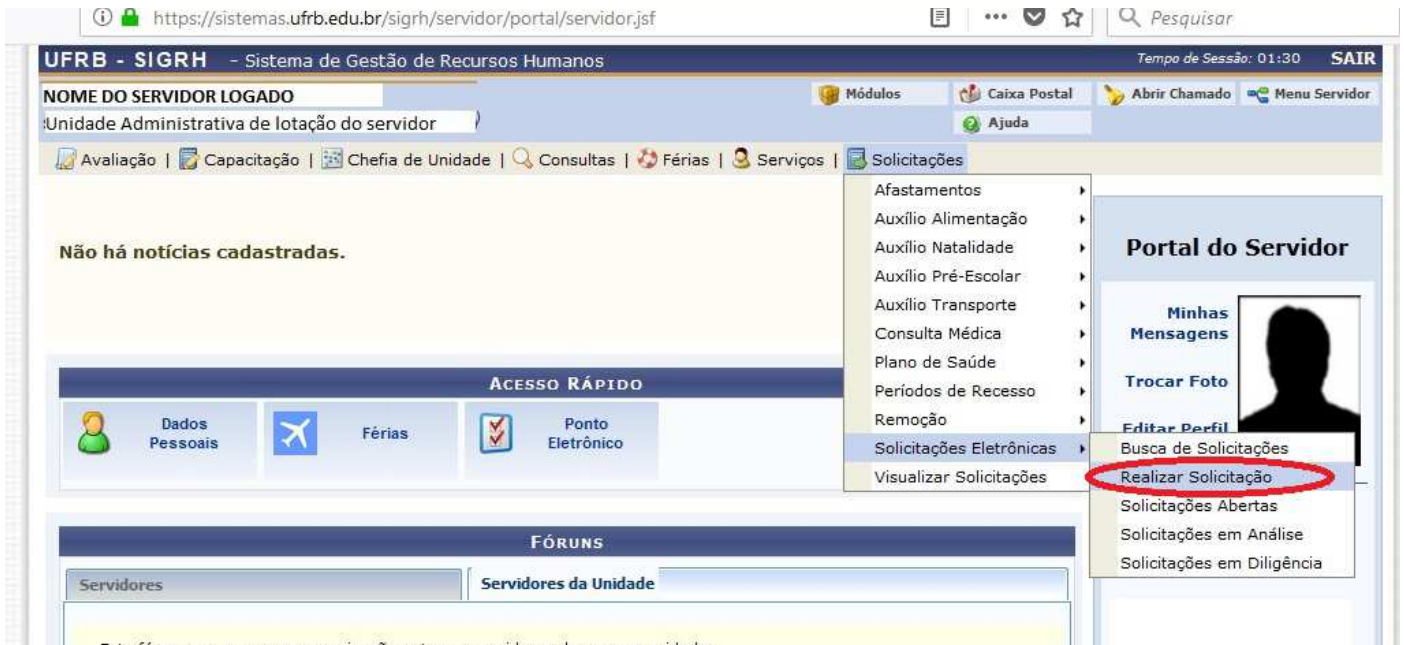 https://sistemas.ufrb.edu.br/sigrh/servidor/portal/servidor.jsf
Pesquisar
UFRB - SIGRH - Sistema de Gestão de Recursos Humanos
Tempo de Sessão: 01:30 SAIR
NOME DO SERVIDOR LOGADO
Unidade Administrativa de lotação do servidor
Módulos Caixa Postal Abrir Chamado Menu Servidor
Ajuda
Avaliação | Capacitação | Chefia de Unidade | Consultas | Férias | Serviços | Solicitações
Não há notícias cadastradas.
Afastamentos
Auxílio Alimentação
Auxílio Natalidade
Auxílio Pré-Escolar
Auxílio Transporte
Consulta Médica
Plano de Saúde
Períodos de Recesso
Remoção
Solicitações Eletrônicas
Visualizar Solicitações
Busca de Solicitações
Realizar Solicitação
Solicitações Abertas
Solicitações em Análise
Solicitações em Diligência
Portal do Servidor
Minhas
Mensagens
Trocar Foto
Editar Perfil
ACESSO RÁPIDO
Dados
Pessoais
Férias
Ponto
Eletrônico
FÓRUNS
Servidores
Servidores da Unidade